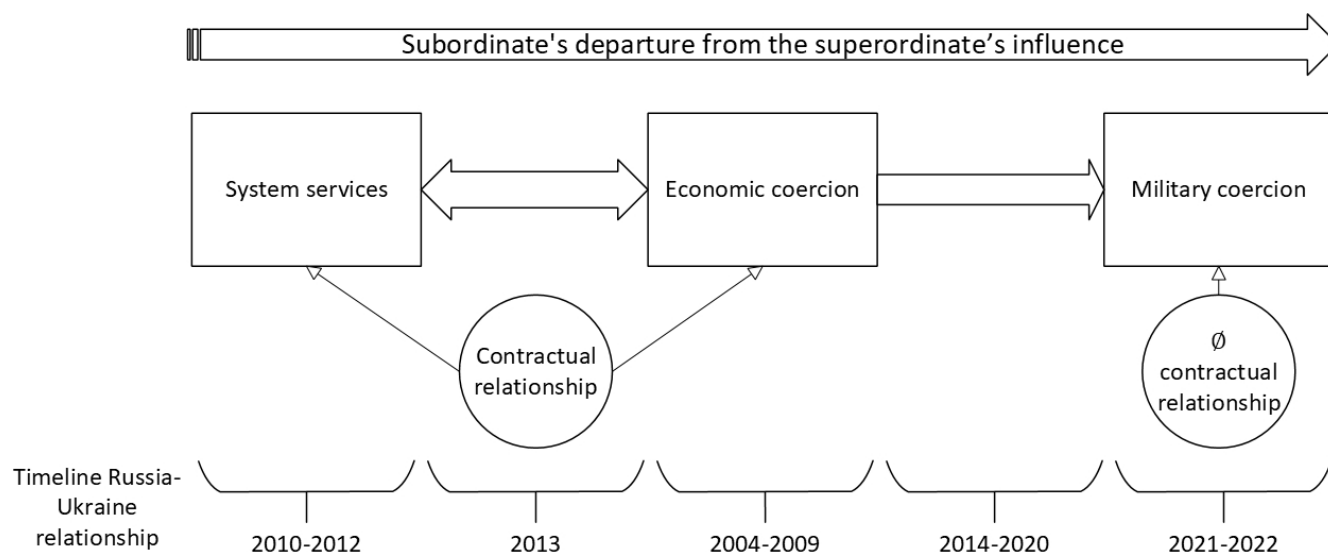 Subordinate's departure from the superordinate’s influence
System services
Economic coercion
Military coercion
Contractual
relationship
Ø
contractual
relationship
Timeline Russia-
Ukraine
relationship
2010-2012
2013
2004-2009
2014-2020
2021-2022